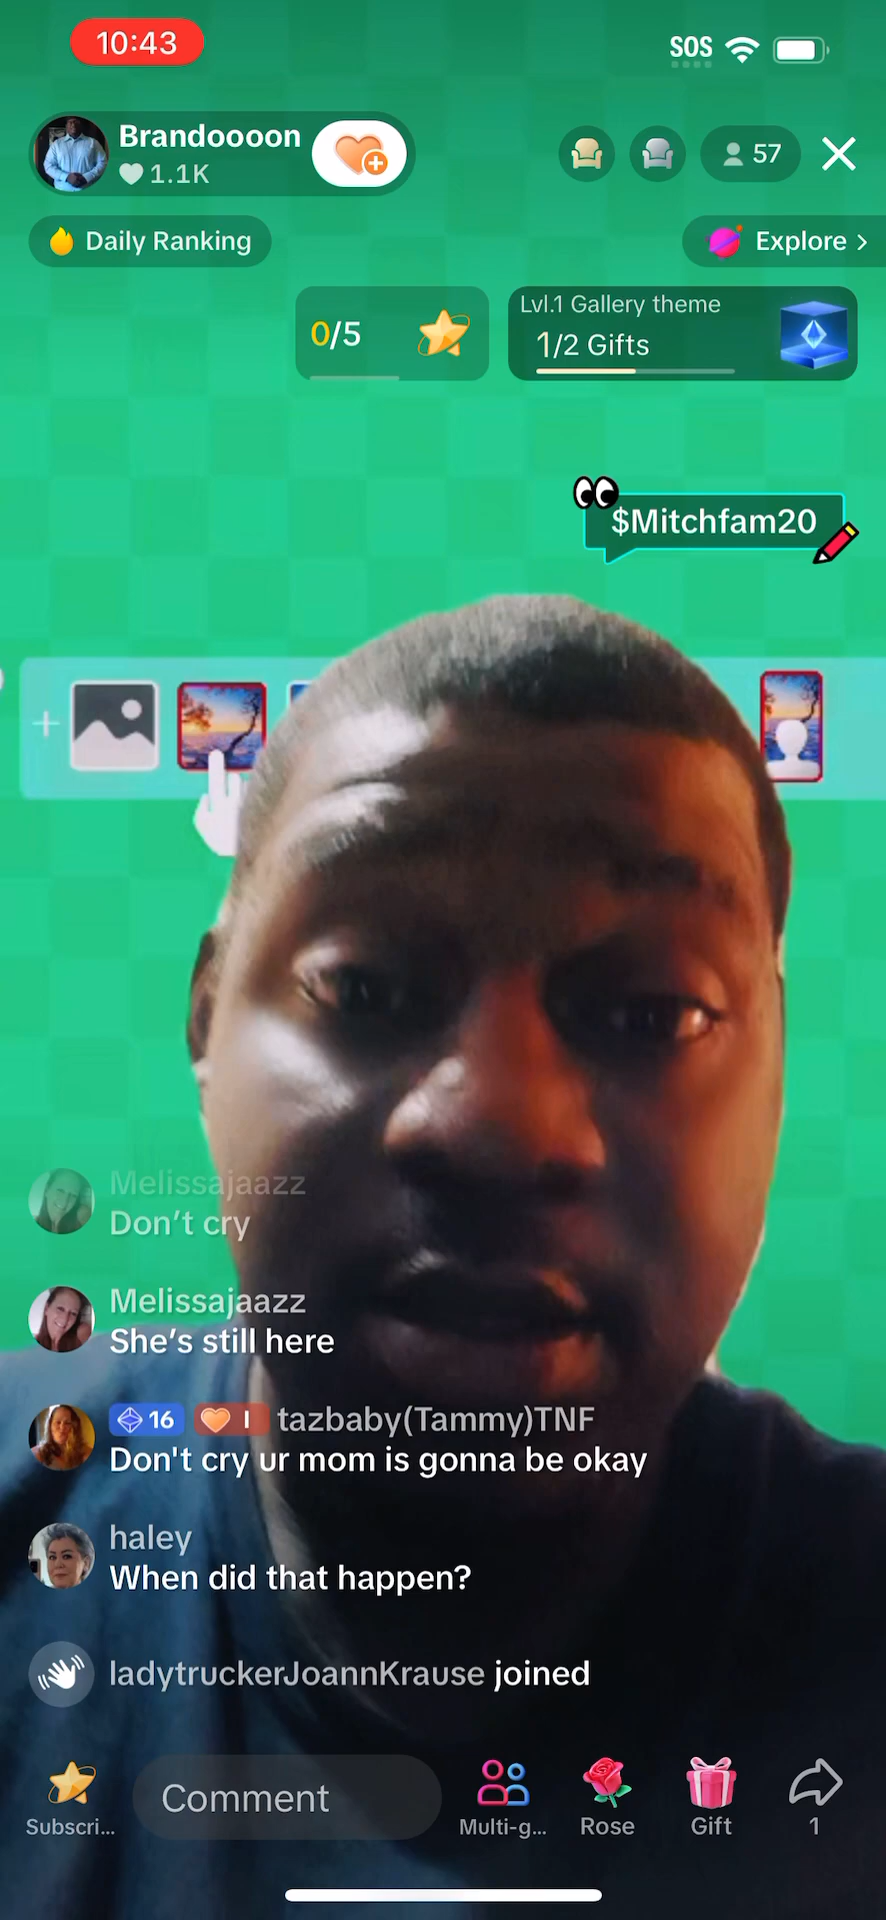 10:43
SOS
Brandoooon
1.1K
57
Daily Ranking
Explore >
0/5
Lvl.1 Gallery theme
1/2 Gifts
$Mitchfam20
Melissajaazz
Don't cry
Melissajaazz
She's still here
16 I tazbaby(Tammy)TNF
Don't cry ur mom is gonna be okay
haley
When did that happen?
ladytruckerJoannKrause joined
Subscri...
Comment
Multi-g...
Rose
Gift
1